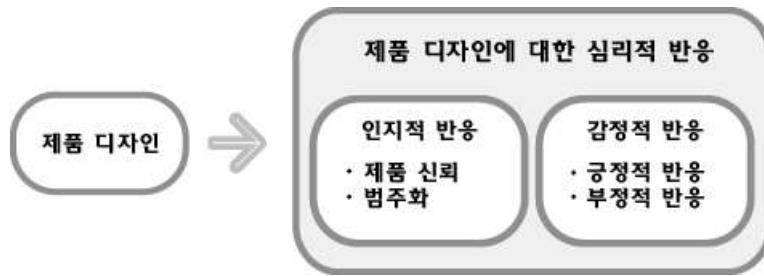 제품 디자인에 대한 심리적 반응
제품 디자인
인지적 반응
· 제품 신뢰
· 범주화
감정적 반응
· 긍정적 반응
· 부정적 반응